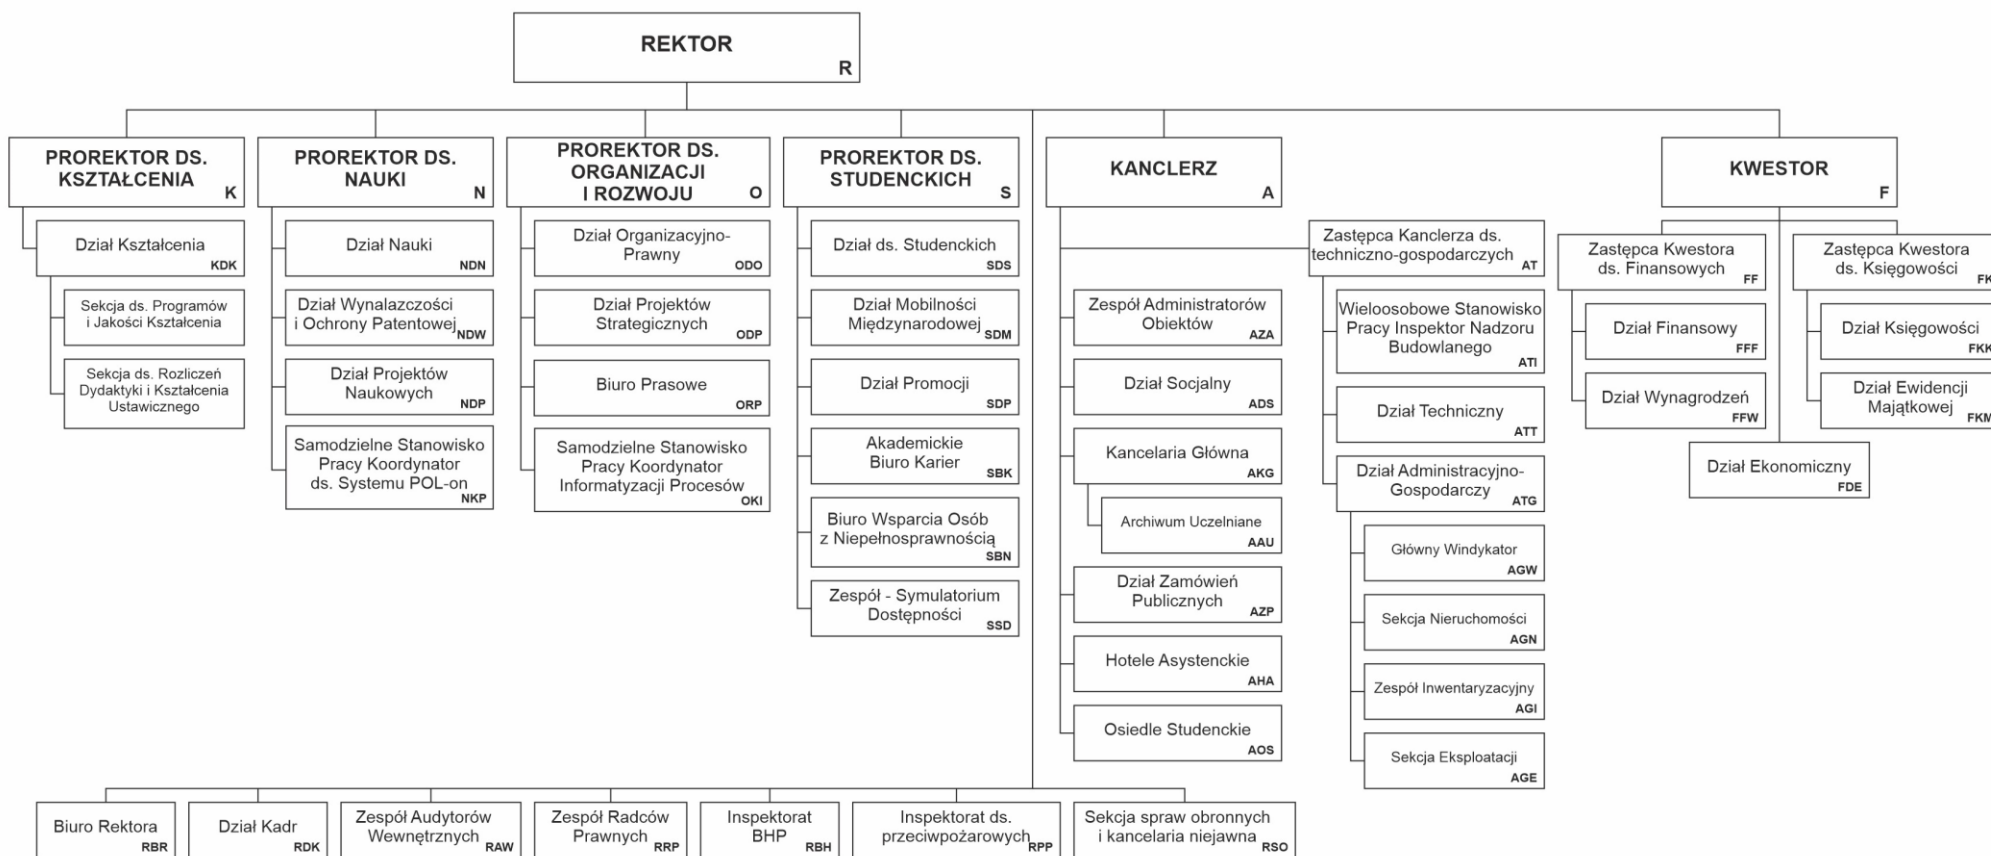 REKTOR
R
PROREKTOR DS.
KSZTAŁCENIA
K
PROREKTOR DS.
NAUKI
N
PROREKTOR DS.
ORGANIZACJI
I ROZWOJU
O
PROREKTOR DS.
STUDENCKICH
S
KANCLERZ
A
KWESTOR
F
Dział Kształcenia
KDK
Sekcja ds. Programów
i Jakości Kształcenia
Sekcja ds. Rozliczeń
Dydaktyki i Kształcenia
Ustawicznego
Dział Nauki
NDN
Dział Wynalazczości
i Ochrony Patentowej
NDW
Dział Projektów
Naukowych
NDP
Samodzielne Stanowisko
Pracy Koordynator
ds. Systemu POL-on
NKP
Dział Organizacyjno-
Prawny
ODO
Dział Projektów
Strategicznych
ODP
Biuro Prasowe
ORP
Samodzielne Stanowisko
Pracy Koordynator
Informatyzacji Procesów
OKI
Dział ds. Studenckich
SDS
Dział Mobilności
Międzynarodowej
SDM
Dział Promocji
SDP
Akademickie
Biuro Karier
SBK
Biuro Wsparcia Osób
z Niepełnosprawnością
SBN
Zespół - Symulatorium
Dostępności
SSD
Zespół Administratorów
Obiektów
AZA
Dział Socjalny
ADS
Kancelaria Główna
AKG
Archiwum Uczelniane
AAU
Dział Zamówień
Publicznych
AZP
Hotele Asystenckie
AHA
Osiedle Studenckie
AOS
Zastępca Kanclerza ds.
techniczno-gospodarczych
AT
Wieloosobowe Stanowisko
Pracy Inspektor Nadzoru
Budowlanego
ATI
Dział Techniczny
ATT
Dział Administracyjno-
Gospodarczy
ATG
Główny Windykator
AGW
Sekcja Nieruchomości
AGN
Zespół Inwentaryzacyjny
AGI
Sekcja Eksploatacji
AGE
Zastępca Kwestora
ds. Finansowych
FF
Dział Finansowy
FFF
Dział Wynagrodzeń
FFW
Zastępca Kwestora
ds. Księgowości
FK
Dział Księgowości
FKK
Dział Ewidencji
Majątkowej
FKM
Dział Ekonomiczny
FDE
Biuro Rektora
RBR
Dział Kadr
RDK
Zespół Audytorów
Wewnętrznych
RAW
Zespół Radców
Prawnych
RRP
Inspektorat
BHP
RBH
Inspektorat ds.
przeciwpożarowych
RPP
Sekcja spraw obronnych
i kancelaria niejawna
RSO